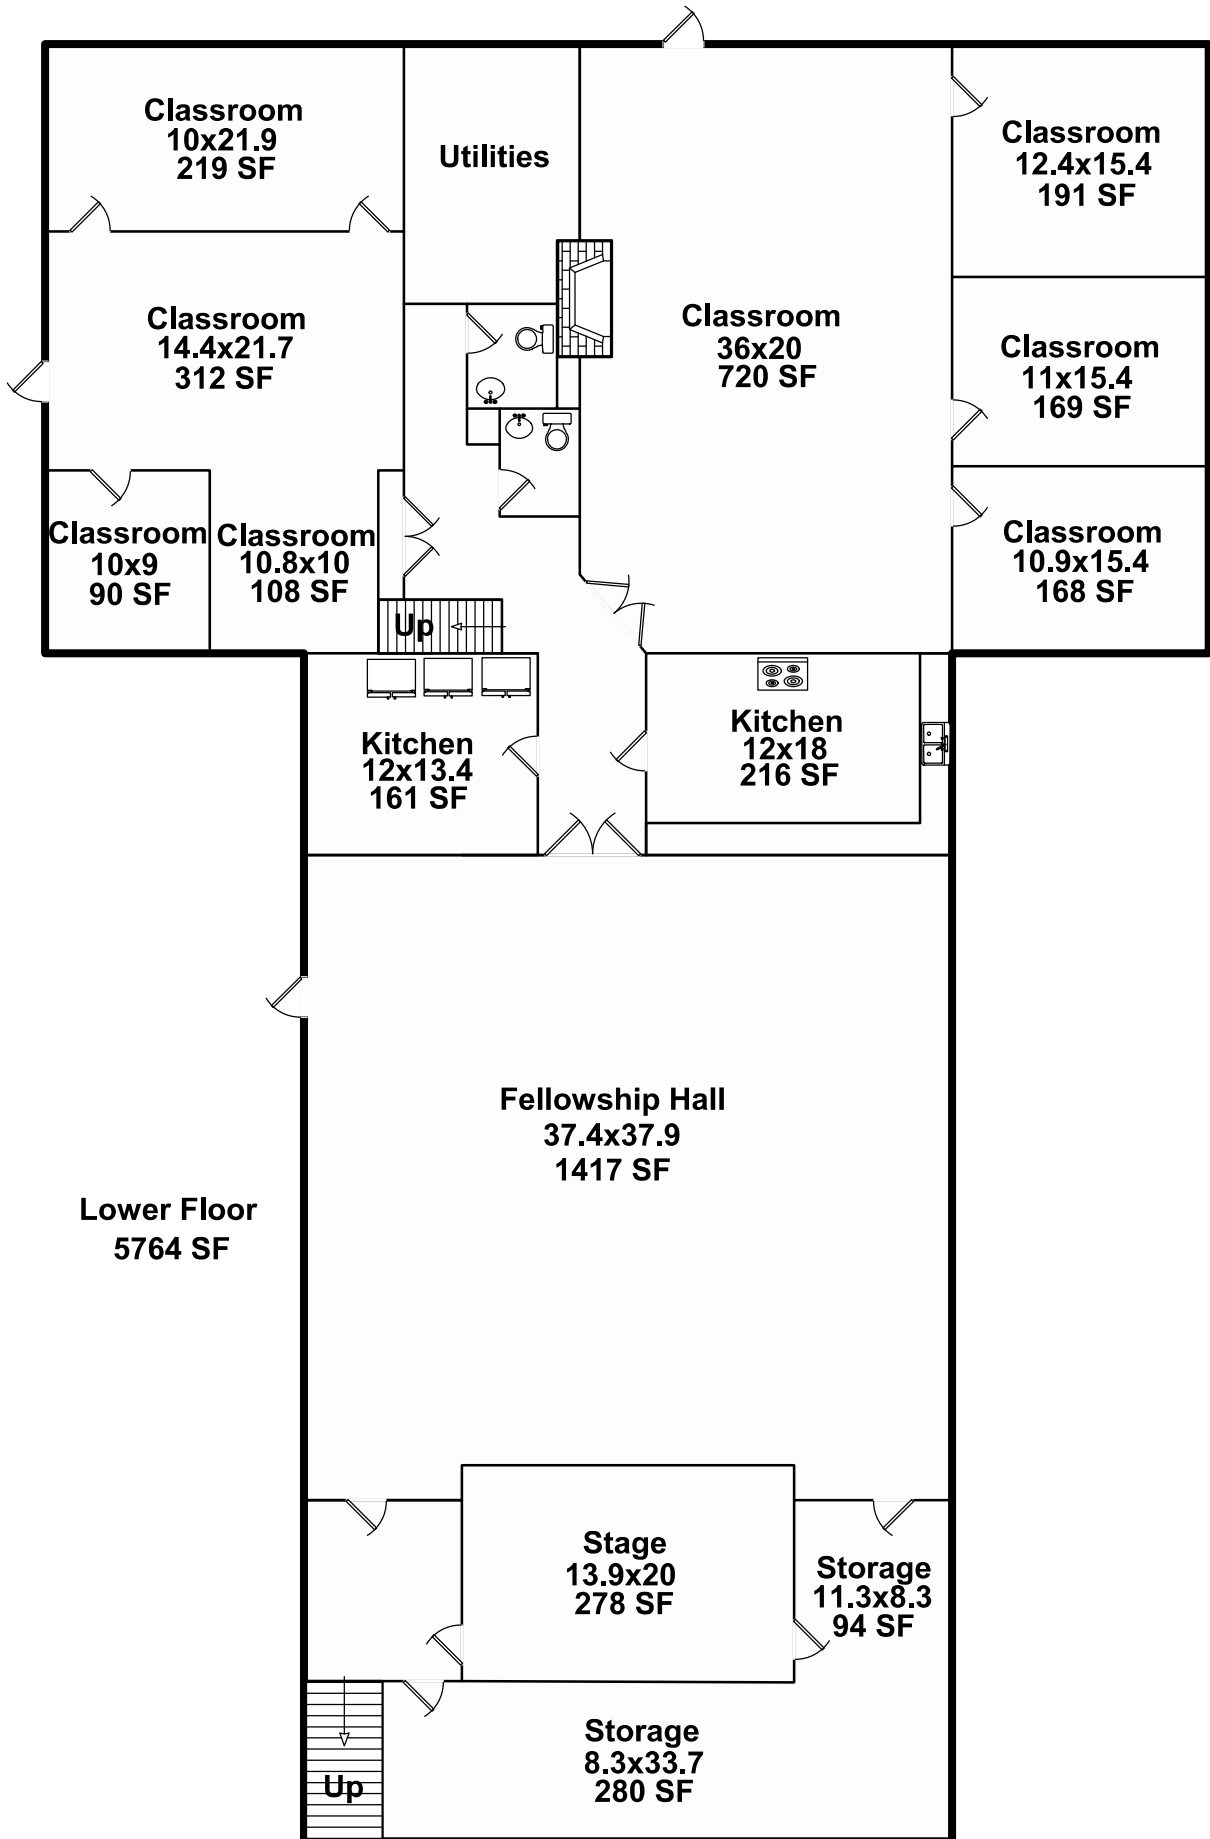 Classroom
10x21.9
219 SF
Utilities
Classroom
12.4x15.4
191 SF
Classroom
14.4x21.7
312 SF
Classroom
36x20
720 SF
Classroom
11x15.4
169 SF
Classroom
10x9
90 SF
Classroom
10.8x10
108 SF
Classroom
10.9x15.4
168 SF
Up
Kitchen
12x13.4
161 SF
Kitchen
12x18
216 SF
Fellowship Hall
37.4x37.9
1417 SF
Lower Floor
5764 SF
Stage
13.9x20
278 SF
Storage
11.3x8.3
94 SF
Storage
8.3x33.7
280 SF
Up